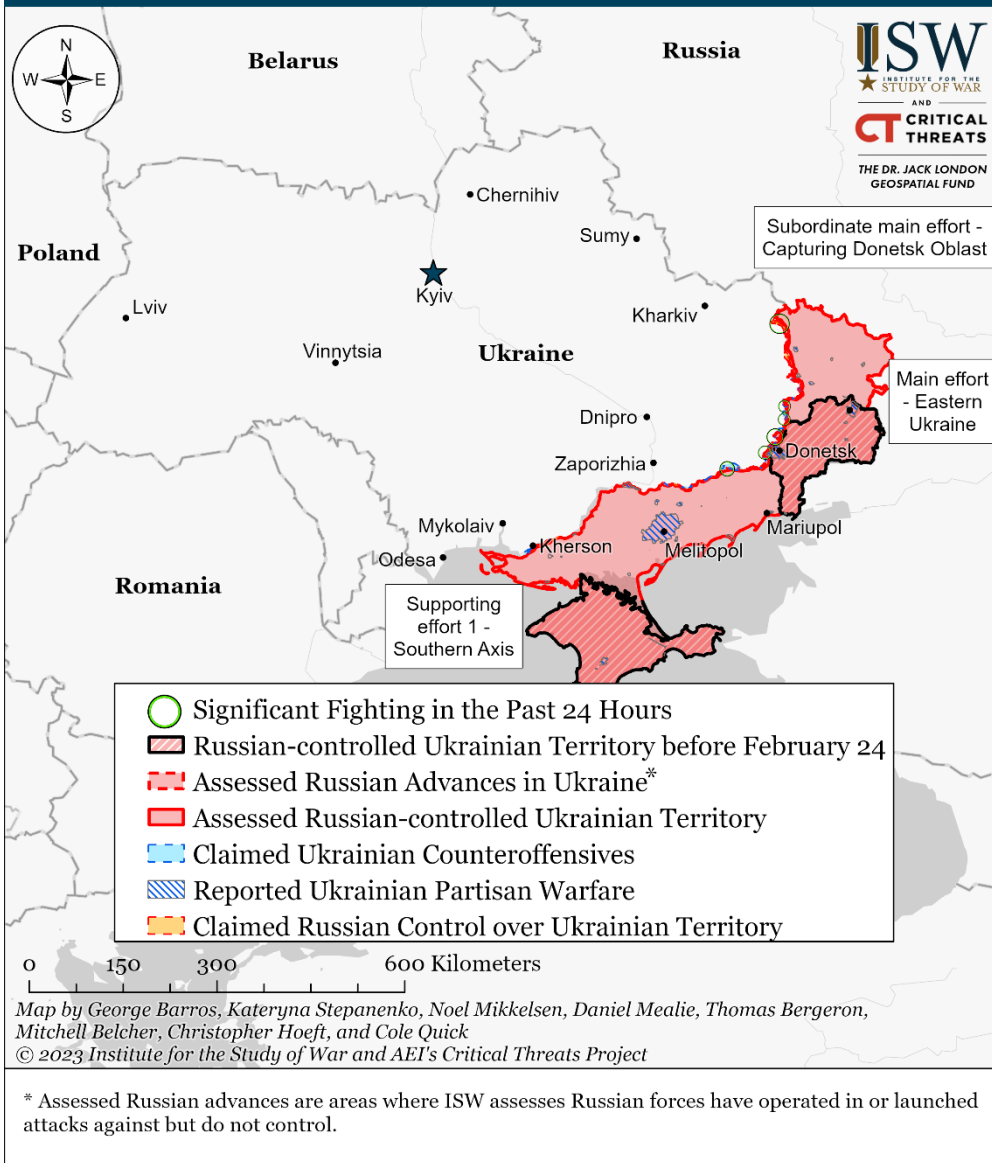 N
W
E
S
Belarus
Russia
ISW
INSTITUTE FOR THE
STUDY OF WAR
AND
CT CRITICAL
THREATS
THE DR. JACK LONDON
GEOSPATIAL FUND
Chernihiv
Sumy
Subordinate main effort -
Capturing Donetsk Oblast
Poland
Kyiv
Lviv
Kharkiv
Vinnytsia
Ukraine
Main effort
- Eastern
Ukraine
Dnipro
Donetsk
Zaporizhia
Mykolaiv
Mariupol
Kherson
Melitopol
Odesa
Romania
Supporting
effort 1 -
Southern Axis
Significant Fighting in the Past 24 Hours
Russian-controlled Ukrainian Territory before February 24
Assessed Russian Advances in Ukraine*
Assessed Russian-controlled Ukrainian Territory
Claimed Ukrainian Counteroffensives
Reported Ukrainian Partisan Warfare
Claimed Russian Control over Ukrainian Territory
0 150 300 600 Kilometers
Map by George Barros, Kateryna Stepanenko, Noel Mikkelsen, Daniel Mealie, Thomas Bergeron,
Mitchell Belcher, Christopher Hoeft, and Cole Quick
© 2023 Institute for the Study of War and AEI's Critical Threats Project
* Assessed Russian advances are areas where ISW assesses Russian forces have operated in or launched
attacks against but do not control.